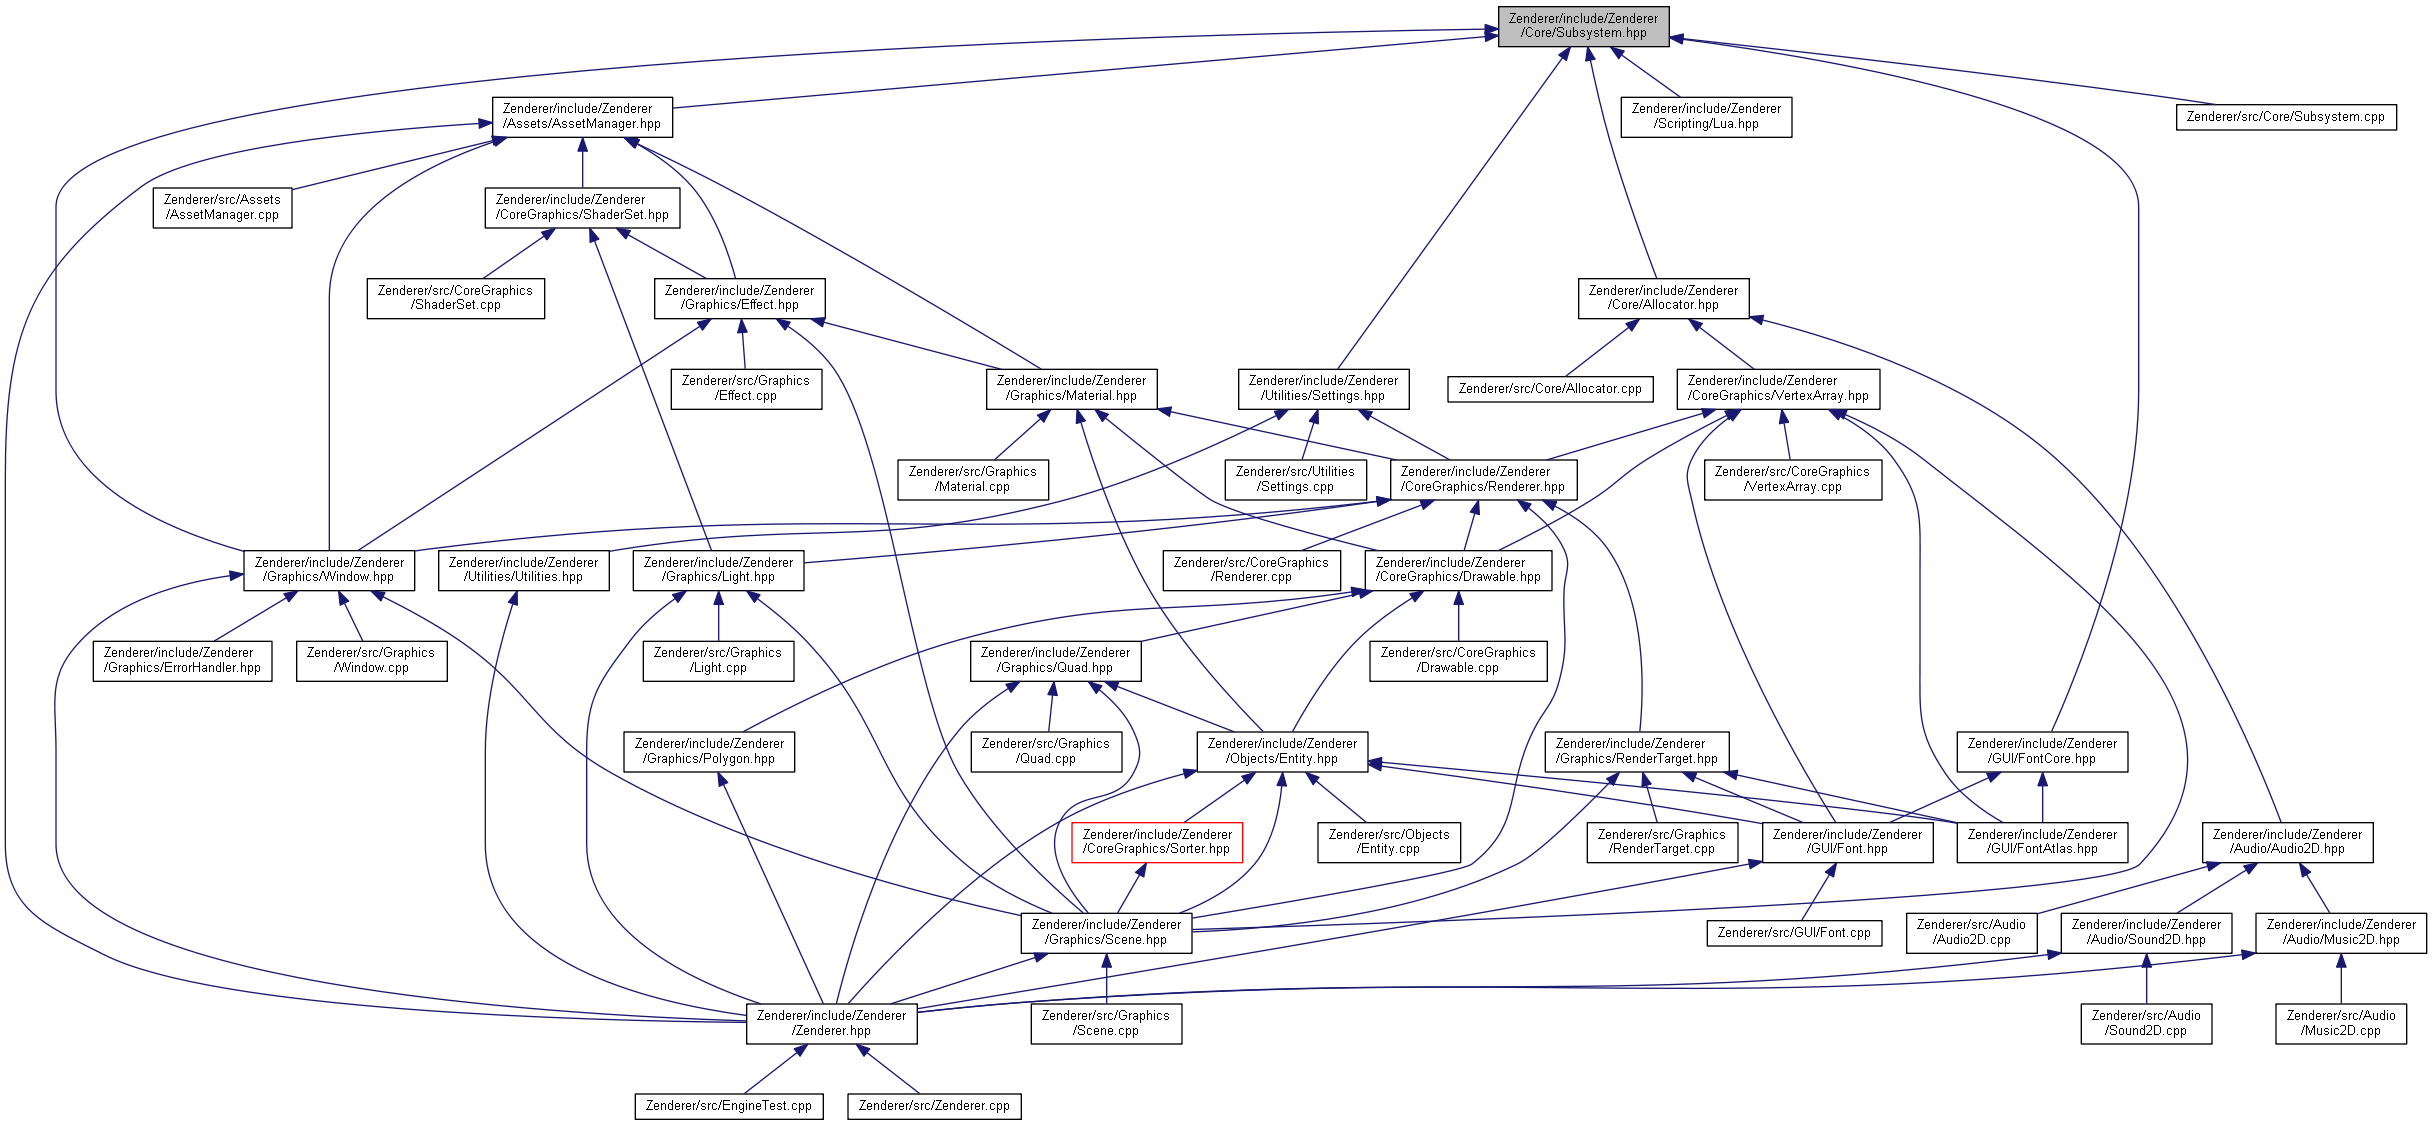 Zenderer/include/Zenderer
/Core/Subsystem.hpp
Zenderer/include/Zenderer
/Assets/AssetManager.hpp
Zenderer/include/Zenderer
/Scripting/Lua.hpp
Zenderer/src/Core/Subsystem.cpp
Zenderer/src/Assets
/AssetManager.cpp
Zenderer/include/Zenderer
/CoreGraphics/ShaderSet.hpp
Zenderer/src/CoreGraphics
/ShaderSet.cpp
Zenderer/include/Zenderer
/Graphics/Effect.hpp
Zenderer/include/Zenderer
/Core/Allocator.hpp
Zenderer/src/Graphics
/Effect.cpp
Zenderer/include/Zenderer
/Graphics/Material.hpp
Zenderer/include/Zenderer
/Utilities/Settings.hpp
Zenderer/src/Core/Allocator.cpp
Zenderer/include/Zenderer
/CoreGraphics/VertexArray.hpp
Zenderer/src/Graphics
/Material.cpp
Zenderer/src/Utilities
/Settings.cpp
Zenderer/include/Zenderer
/CoreGraphics/Renderer.hpp
Zenderer/src/CoreGraphics
/VertexArray.cpp
Zenderer/include/Zenderer
/Graphics/Window.hpp
Zenderer/include/Zenderer
/Utilities/Utilities.hpp
Zenderer/include/Zenderer
/Graphics/Light.hpp
Zenderer/src/CoreGraphics
/Renderer.cpp
Zenderer/include/Zenderer
/CoreGraphics/Drawable.hpp
Zenderer/include/Zenderer
/Graphics/ErrorHandler.hpp
Zenderer/src/Graphics
/Window.cpp
Zenderer/src/Graphics
/Light.cpp
Zenderer/include/Zenderer
/Graphics/Quad.hpp
Zenderer/src/CoreGraphics
/Drawable.cpp
Zenderer/include/Zenderer
/Graphics/Polygon.hpp
Zenderer/src/Graphics
/Quad.cpp
Zenderer/include/Zenderer
/Objects/Entity.hpp
Zenderer/include/Zenderer
/Graphics/RenderTarget.hpp
Zenderer/include/Zenderer
/GUI/FontCore.hpp
Zenderer/include/Zenderer
/CoreGraphics/Sorter.hpp
Zenderer/src/Objects
/Entity.cpp
Zenderer/src/Graphics
/RenderTarget.cpp
Zenderer/include/Zenderer
/GUI/Font.hpp
Zenderer/include/Zenderer
/GUI/FontAtlas.hpp
Zenderer/include/Zenderer
/Audio/Audio2D.hpp
Zenderer/include/Zenderer
/Graphics/Scene.hpp
Zenderer/src/GUI/Font.cpp
Zenderer/src/Audio
/Audio2D.cpp
Zenderer/include/Zenderer
/Audio/Sound2D.hpp
Zenderer/include/Zenderer
/Audio/Music2D.hpp
Zenderer/include/Zenderer
/Zenderer.hpp
Zenderer/src/Graphics
/Scene.cpp
Zenderer/src/Audio
/Sound2D.cpp
Zenderer/src/Audio
/Music2D.cpp
Zenderer/src/EngineTest.cpp
Zenderer/src/Zenderer.cpp